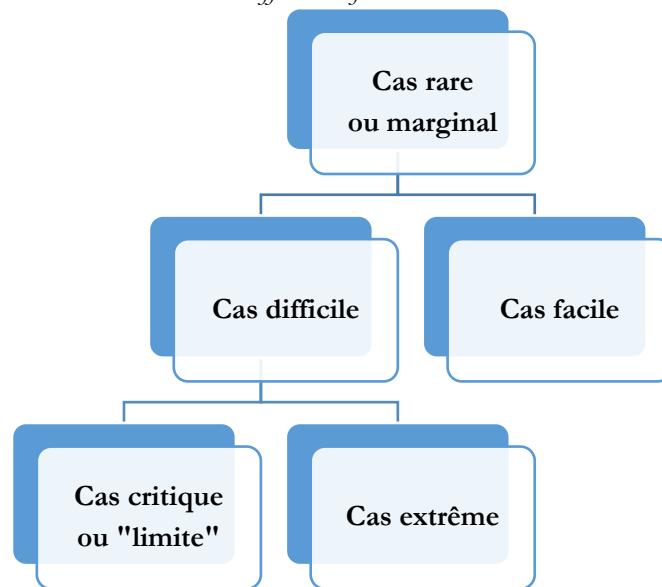 Cas rare
ou marginal
Cas difficile
Cas facile
Cas critique
ou "limite"
Cas extrême